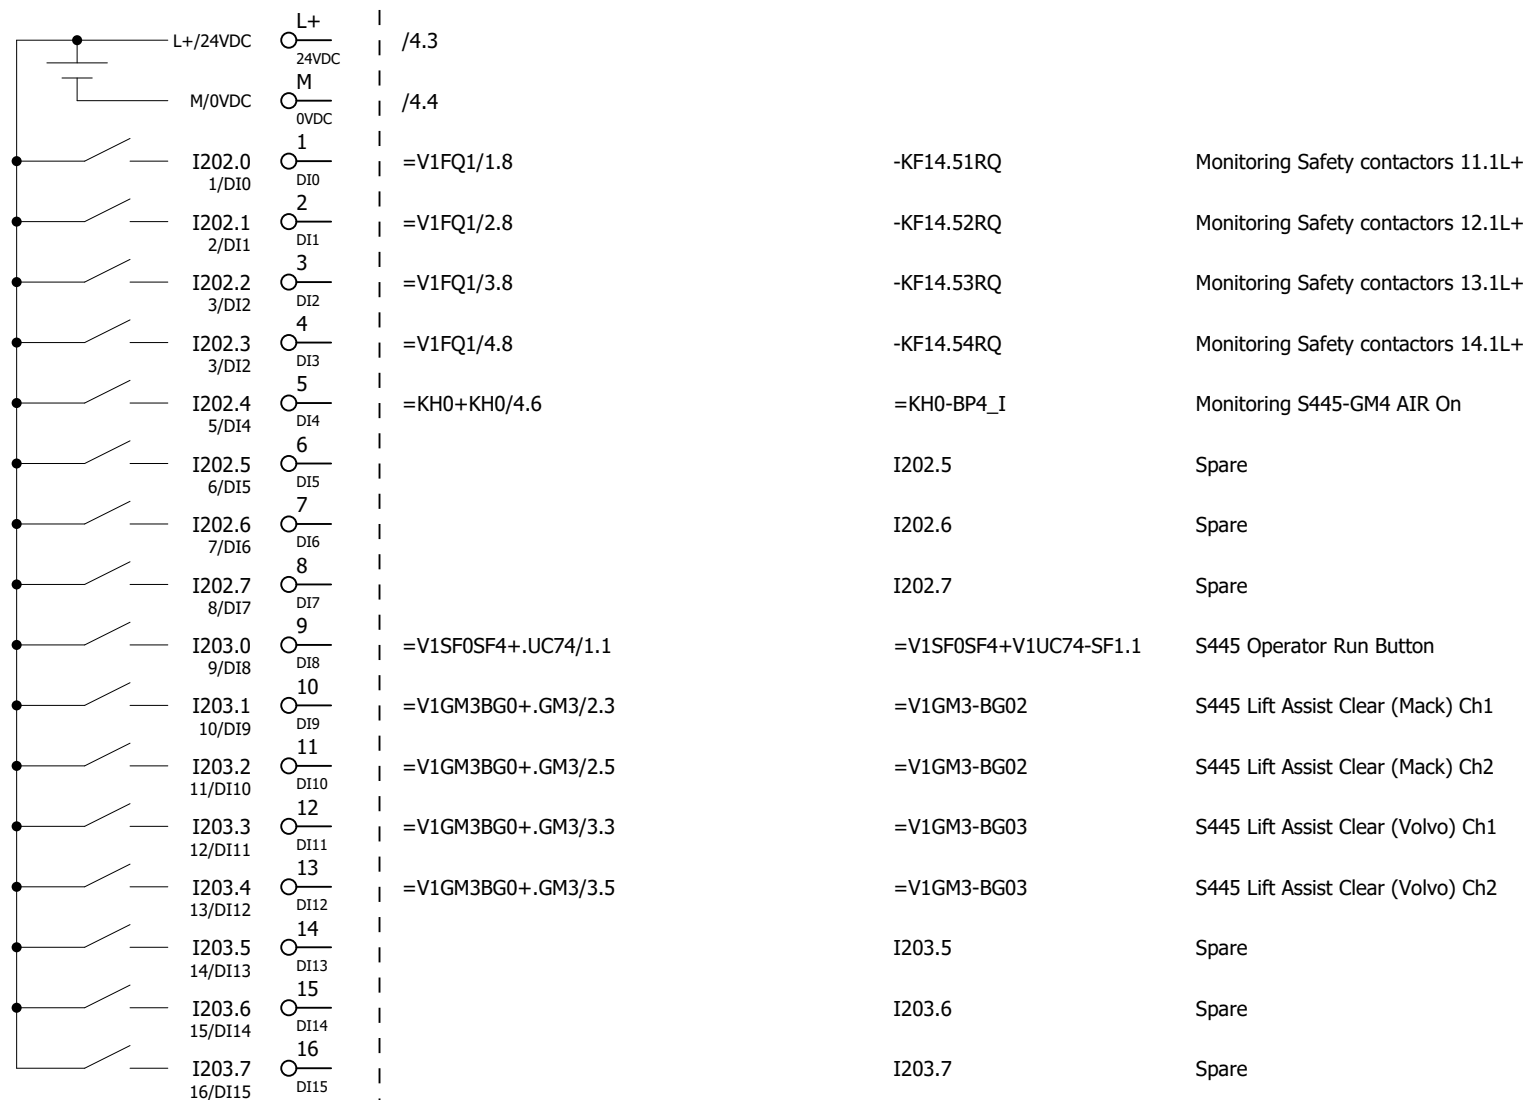 L+
L+/24VDC /4.3
24VDC
M
M/0VDC /4.4
0VDC
1
I202.0 =V1FQ1/1.8 -KF14.51RQ Monitoring Safety contactors 11.1L+
1/DI0 DI0
2
I202.1 =V1FQ1/2.8 -KF14.52RQ Monitoring Safety contactors 12.1L+
2/DI1 DI1
3
I202.2 =V1FQ1/3.8 -KF14.53RQ Monitoring Safety contactors 13.1L+
3/DI2 DI2
4
I202.3 =V1FQ1/4.8 -KF14.54RQ Monitoring Safety contactors 14.1L+
3/DI2 DI3
5
I202.4 =KH0+KH0/4.6 =KH0-BP4_I Monitoring S445-GM4 AIR On
5/DI4 DI4
6
I202.5 I202.5 Spare
6/DI5 DI5
7
I202.6 I202.6 Spare
7/DI6 DI6
8
I202.7 I202.7 Spare
8/DI7 DI7
9
I203.0 =V1SF0SF4+.UC74/1.1 =V1SF0SF4+V1UC74-SF1.1 S445 Operator Run Button
9/DI8 DI8
10
I203.1 =V1GM3BG0+.GM3/2.3 =V1GM3-BG02 S445 Lift Assist Clear (Mack) Ch1
10/DI9 DI9
11
I203.2 =V1GM3BG0+.GM3/2.5 =V1GM3-BG02 S445 Lift Assist Clear (Mack) Ch2
11/DI10 DI10
12
I203.3 =V1GM3BG0+.GM3/3.3 =V1GM3-BG03 S445 Lift Assist Clear (Volvo) Ch1
12/DI11 DI11
13
I203.4 =V1GM3BG0+.GM3/3.5 =V1GM3-BG03 S445 Lift Assist Clear (Volvo) Ch2
13/DI12 DI12
14
I203.5 I203.5 Spare
14/DI13 DI13
15
I203.6 I203.6 Spare
15/DI14 DI14
16
I203.7 I203.7 Spare
16/DI15 DI15